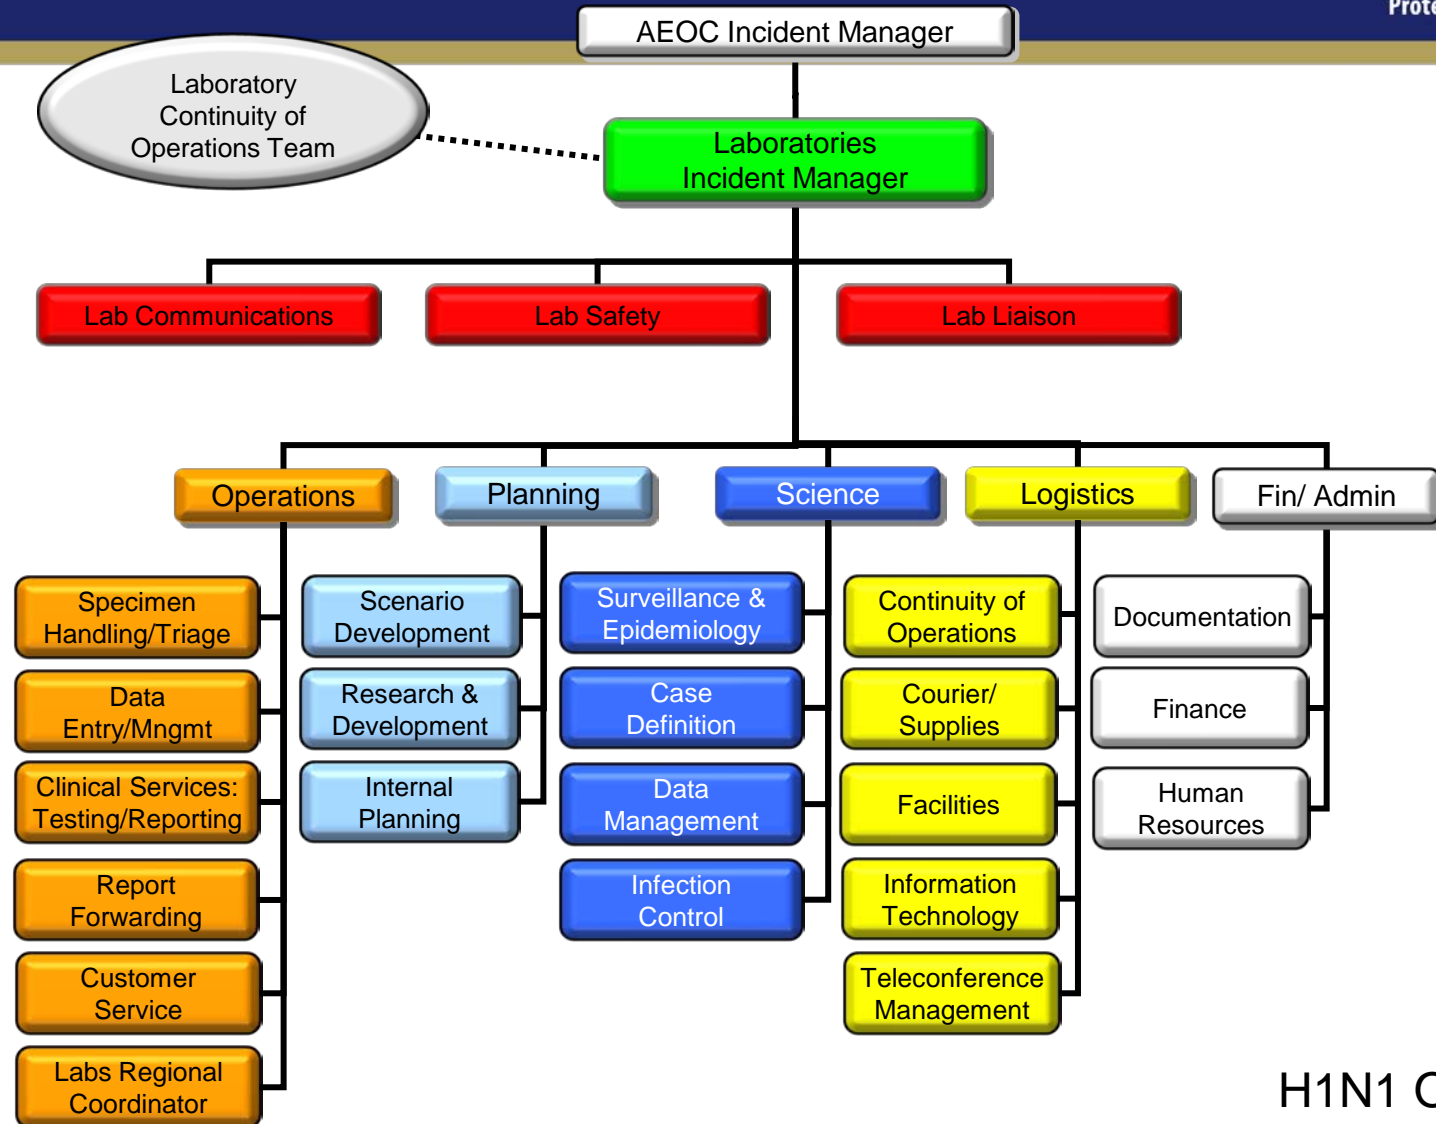 Prote
AEOC Incident Manager
Laboratory
Continuity of
Operations Team
Laboratories
Incident Manager
Lab Communications
Lab Safety
Lab Liaison
Operations
Planning
Science
Logistics
Fin/ Admin
Specimen
Handling/Triage
Data
Entry/Mngmt
Clinical Services:
Testing/Reporting
Report
Forwarding
Customer
Service
Labs Regional
Coordinator
Scenario
Development
Research &
Development
Internal
Planning
Surveillance &
Epidemiology
Case
Definition
Data
Management
Infection
Control
Continuity of
Operations
Courier/
Supplies
Facilities
Information
Technology
Teleconference
Management
Documentation
Finance
Human
Resources
H1N1 C